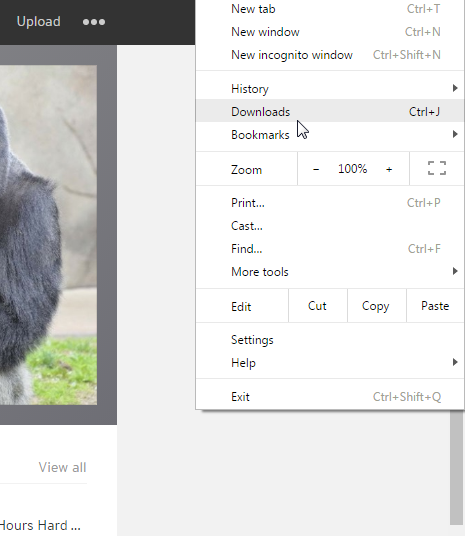 Upload
New tab Ctrl+T
New window Ctrl+N
New incognito window Ctrl+Shift+N
History
Downloads Ctrl+J
Bookmarks
Zoom − 100% +
Print... Ctrl+P
Cast...
Find... Ctrl+F
More tools
Edit Cut Copy Paste
Settings
Help
Exit Ctrl+Shift+Q
View all
Hours Hard ...